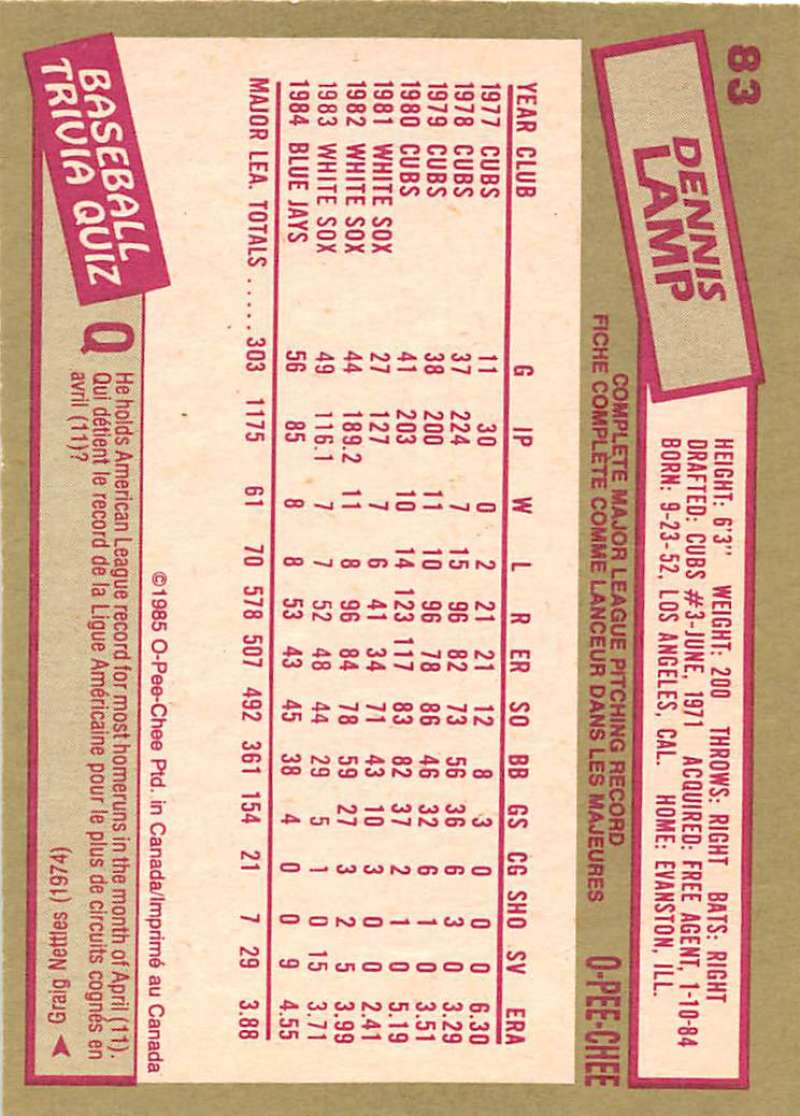 83
DENNIS
LAMP
HEIGHT: 6'3" WEIGHT: 200 THROWS: RIGHT BATS: RIGHT
DRAFTED: CUBS #3-JUNE, 1971 ACQUIRED: FREE AGENT, 1-10-84
BORN: 9-23-52, LOS ANGELES, CAL. HOME: EVANSTON, ILL.
COMPLETE MAJOR LEAGUE PITCHING RECORD
FICHE COMPLÈTE COMME LANCEUR DANS LES MAJEURES
O-PEE-CHEE
YEAR CLUB G IP W L R ER SO BB GS CG SHO SV ERA
1977 CUBS 11 30 0 2 21 21 12 8 3 0 0 0 6.30
1978 CUBS 37 224 7 15 96 82 73 56 36 6 3 0 3.29
1979 CUBS 38 200 11 10 96 78 86 46 32 6 1 0 3.51
1980 CUBS 41 203 10 14 123 117 83 82 37 2 1 0 5.19
1981 WHITE SOX 27 127 7 6 41 34 71 43 10 3 0 0 2.41
1982 WHITE SOX 44 189.2 11 8 96 84 78 59 27 3 2 5 3.99
1983 WHITE SOX 49 116.1 7 7 52 48 44 29 5 1 0 15 3.71
1984 BLUE JAYS 56 85 8 8 53 43 45 38 4 0 0 9 4.55
MAJOR LEA. TOTALS ..... 303 1175 61 70 578 507 492 361 154 21 7 29 3.88
©1985 O-Pee-Chee Ptd. in Canada/Imprimé au Canada
BASEBALL
TRIVIA QUIZ
Q He holds American League record for most homeruns in the month of April (11).
Qui détient le record de la Ligue Américaine pour le plus de circuits cognés en
avril (11)?
A Graig Nettles (1974)